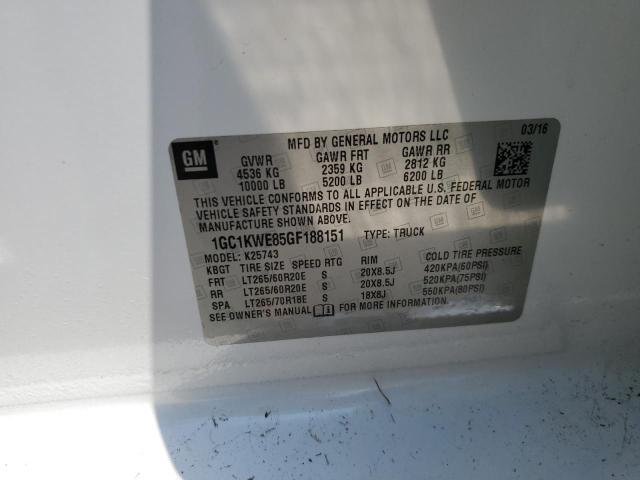 MFD BY GENERAL MOTORS LLC 03/16
GM
GVWR GAWR FRT GAWR RR
4536 KG 2359 KG 2812 KG
10000 LB 5200 LB 6200 LB
THIS VEHICLE CONFORMS TO ALL APPLICABLE U.S. FEDERAL MOTOR
VEHICLE SAFETY STANDARDS IN EFFECT ON THE DATE OF
MANUFACTURE SHOWN ABOVE.
1GC1KWE85GF188151 TYPE: TRUCK
MODEL: K25743
KBGT TIRE SIZE SPEED RTG RIM COLD TIRE PRESSURE
FRT LT265/60R20E S 20X8.5J 420KPA(60PSI)
RR LT265/60R20E S 20X8.5J 520KPA(75PSI)
SPA LT265/70R18E S 18X8J 550KPA(80PSI)
SEE OWNER'S MANUAL FOR MORE INFORMATION